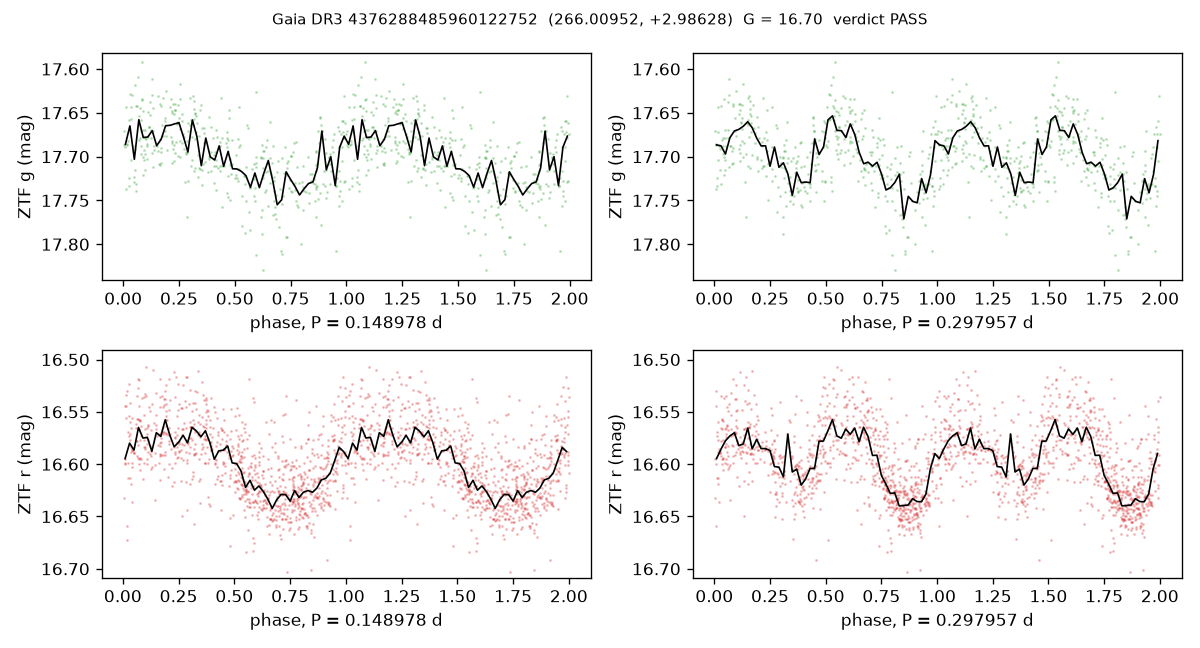 Gaia DR3 4376288485960122752 (266.00952, +2.98628) G = 16.70 verdict PASS
ZTF g (mag)
17.60
17.65
17.70
17.75
17.80
0.00 0.25 0.50 0.75 1.00 1.25 1.50 1.75 2.00
phase, P = 0.148978 d
ZTF g (mag)
17.60
17.65
17.70
17.75
17.80
0.00 0.25 0.50 0.75 1.00 1.25 1.50 1.75 2.00
phase, P = 0.297957 d
ZTF r (mag)
16.50
16.55
16.60
16.65
16.70
0.00 0.25 0.50 0.75 1.00 1.25 1.50 1.75 2.00
phase, P = 0.148978 d
ZTF r (mag)
16.50
16.55
16.60
16.65
16.70
0.00 0.25 0.50 0.75 1.00 1.25 1.50 1.75 2.00
phase, P = 0.297957 d